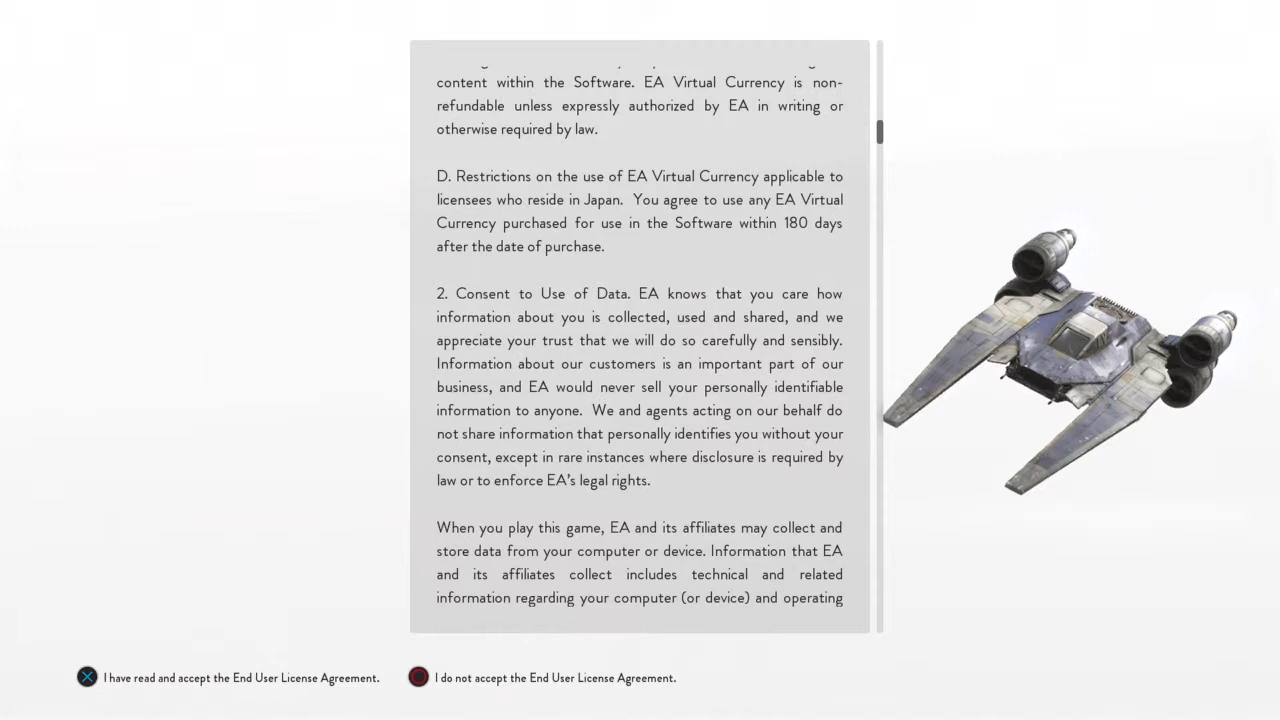 content within the Software. EA Virtual Currency is non-
refundable unless expressly authorized by EA in writing or
otherwise required by law.
D. Restrictions on the use of EA Virtual Currency applicable to
licensees who reside in Japan. You agree to use any EA Virtual
Currency purchased for use in the Software within 180 days
after the date of purchase.
2. Consent to Use of Data. EA knows that you care how
information about you is collected, used and shared, and we
appreciate your trust that we will do so carefully and sensibly.
Information about our customers is an important part of our
business, and EA would never sell your personally identifiable
information to anyone. We and agents acting on our behalf do
not share information that personally identifies you without your
consent, except in rare instances where disclosure is required by
law or to enforce EA's legal rights.
When you play this game, EA and its affiliates may collect and
store data from your computer or device. Information that EA
and its affiliates collect includes technical and related
information regarding your computer (or device) and operating
I have read and accept the End User License Agreement.
I do not accept the End User License Agreement.